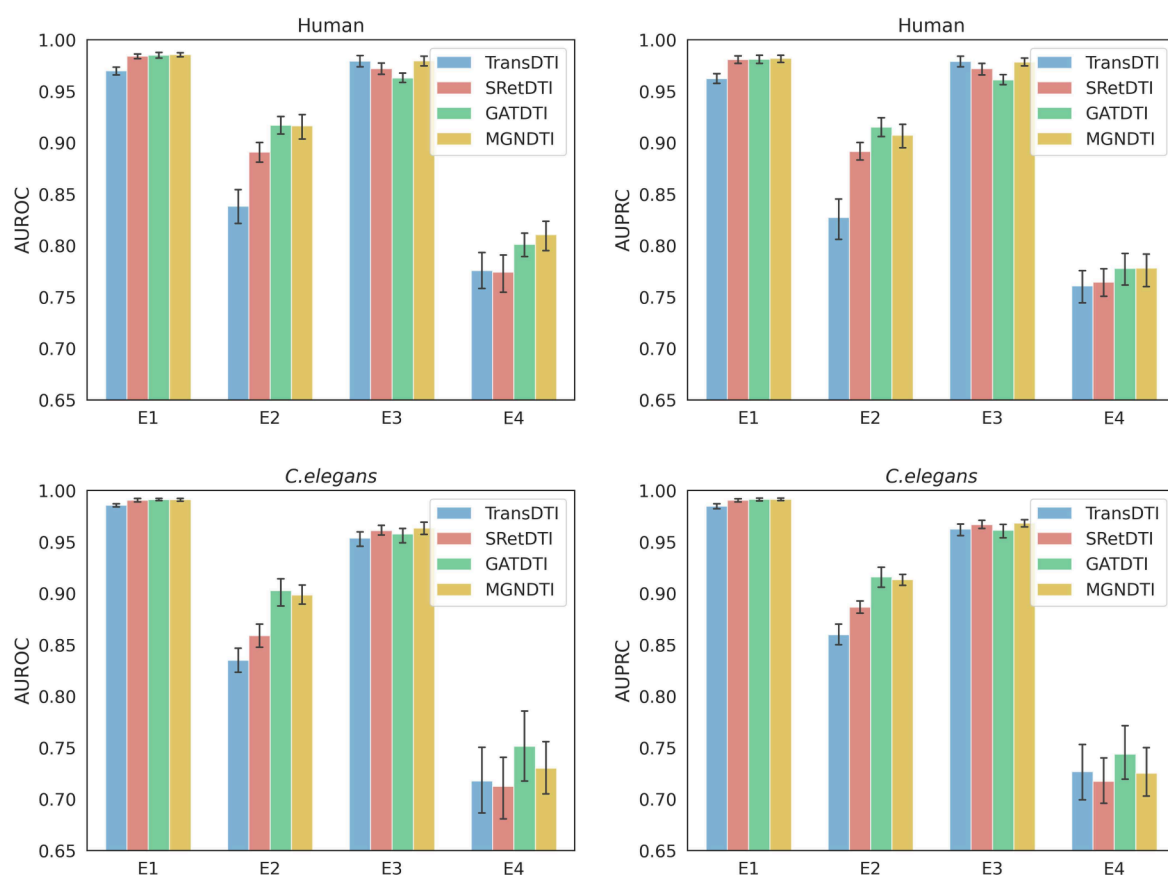 Human
1.00
0.95
0.90
0.85
0.80
0.75
0.70
0.65
AUROC
E1
E2
E3
E4
TransDTI
SRetDTI
GATDTI
MGNDTI
Human
1.00
0.95
0.90
0.85
0.80
0.75
0.70
0.65
AUPRC
E1
E2
E3
E4
TransDTI
SRetDTI
GATDTI
MGNDTI
C.elegans
1.00
0.95
0.90
0.85
0.80
0.75
0.70
0.65
AUROC
E1
E2
E3
E4
TransDTI
SRetDTI
GATDTI
MGNDTI
C.elegans
1.00
0.95
0.90
0.85
0.80
0.75
0.70
0.65
AUPRC
E1
E2
E3
E4
TransDTI
SRetDTI
GATDTI
MGNDTI